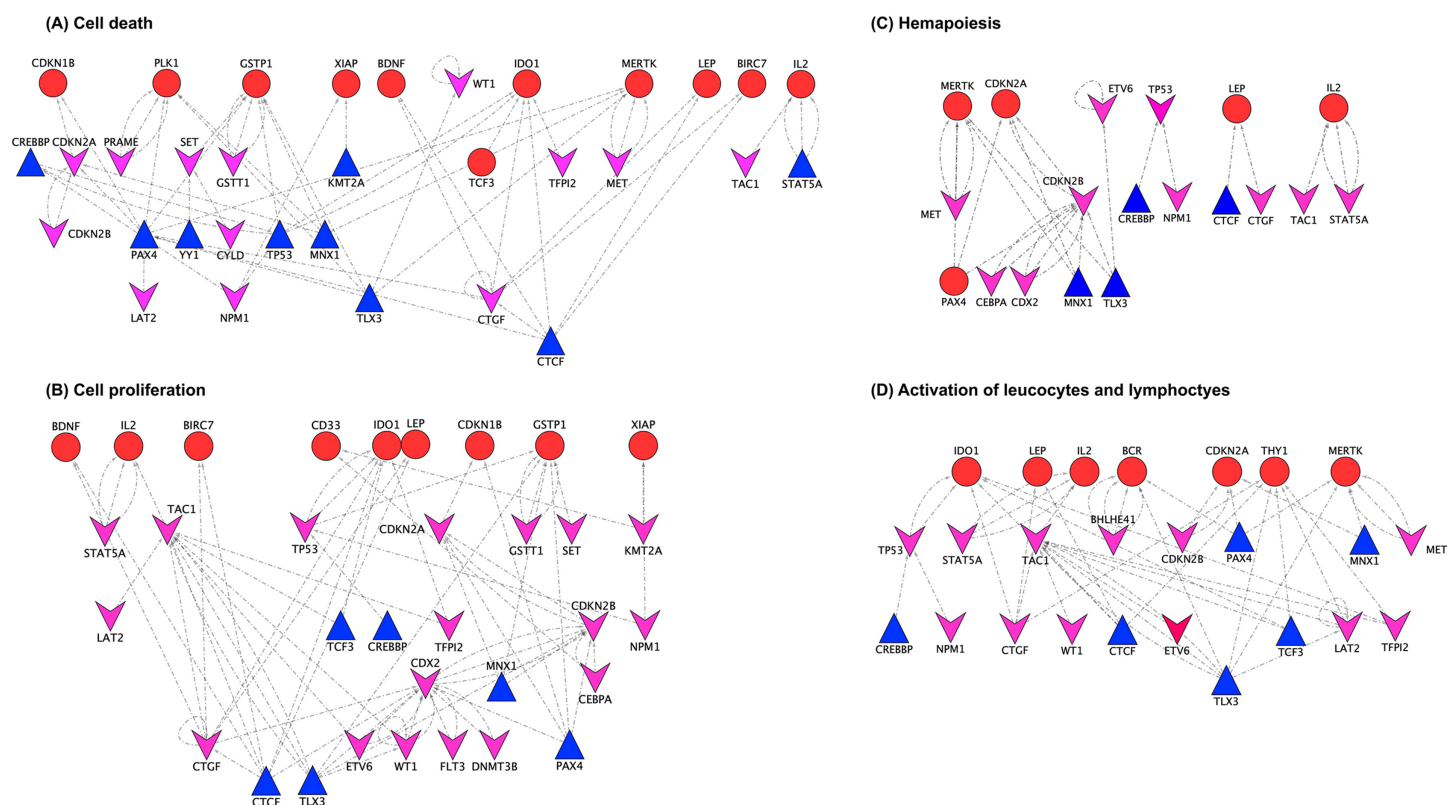 (A) Cell death
CDKN1B PLK1 GSTP1 XIAP BDNF WT1 IDO1 MERTK LEP BIRC7 IL2
CREBBP CDKN2A PRAME SET GSTT1 KMT2A TCF3 TFPI2 MET TAC1 STAT5A
CDKN2B PAX4 YY1 CYLD TP53 MNX1
LAT2 NPM1 TLX3 CTGF
CTCF
(B) Cell proliferation
BDNF IL2 BIRC7 CD33 IDO1 LEP CDKN1B GSTP1 XIAP
STAT5A TAC1 TP53 CDKN2A GSTT1 SET KMT2A
LAT2 TCF3 CREBBP TFPI2 CDKN2B NPM1
CDX2 MNX1 CEBPA
CTGF ETV6 WT1 FLT3 DNMT3B PAX4
CTCF TLX3
(C) Hemapoiesis
MERTK CDKN2A ETV6 TP53 LEP IL2
MET CDKN2B CREBBP NPM1 CTCF CTGF TAC1 STAT5A
PAX4 CEBPA CDX2 MNX1 TLX3
(D) Activation of leucocytes and lymphoctyes
IDO1 LEP IL2 BCR CDKN2A THY1 MERTK
TP53 STAT5A TAC1 BHLHE41 CDKN2B PAX4 MNX1 MET
CREBBP NPM1 CTGF WT1 CTCF ETV6 TCF3 LAT2 TFPI2
TLX3